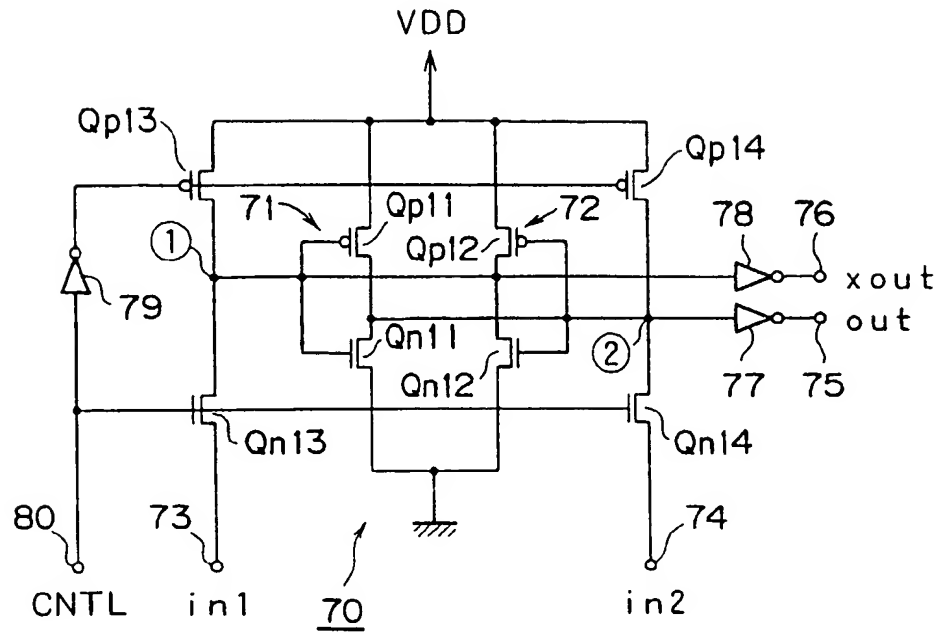 VDD
Qp13
Qp14
71
Qp11
Qp12
72
78
76
①
xout
79
out
Qn11
Qn12
②
77
75
Qn13
Qn14
80
73
74
CNTL
in1
70
in2